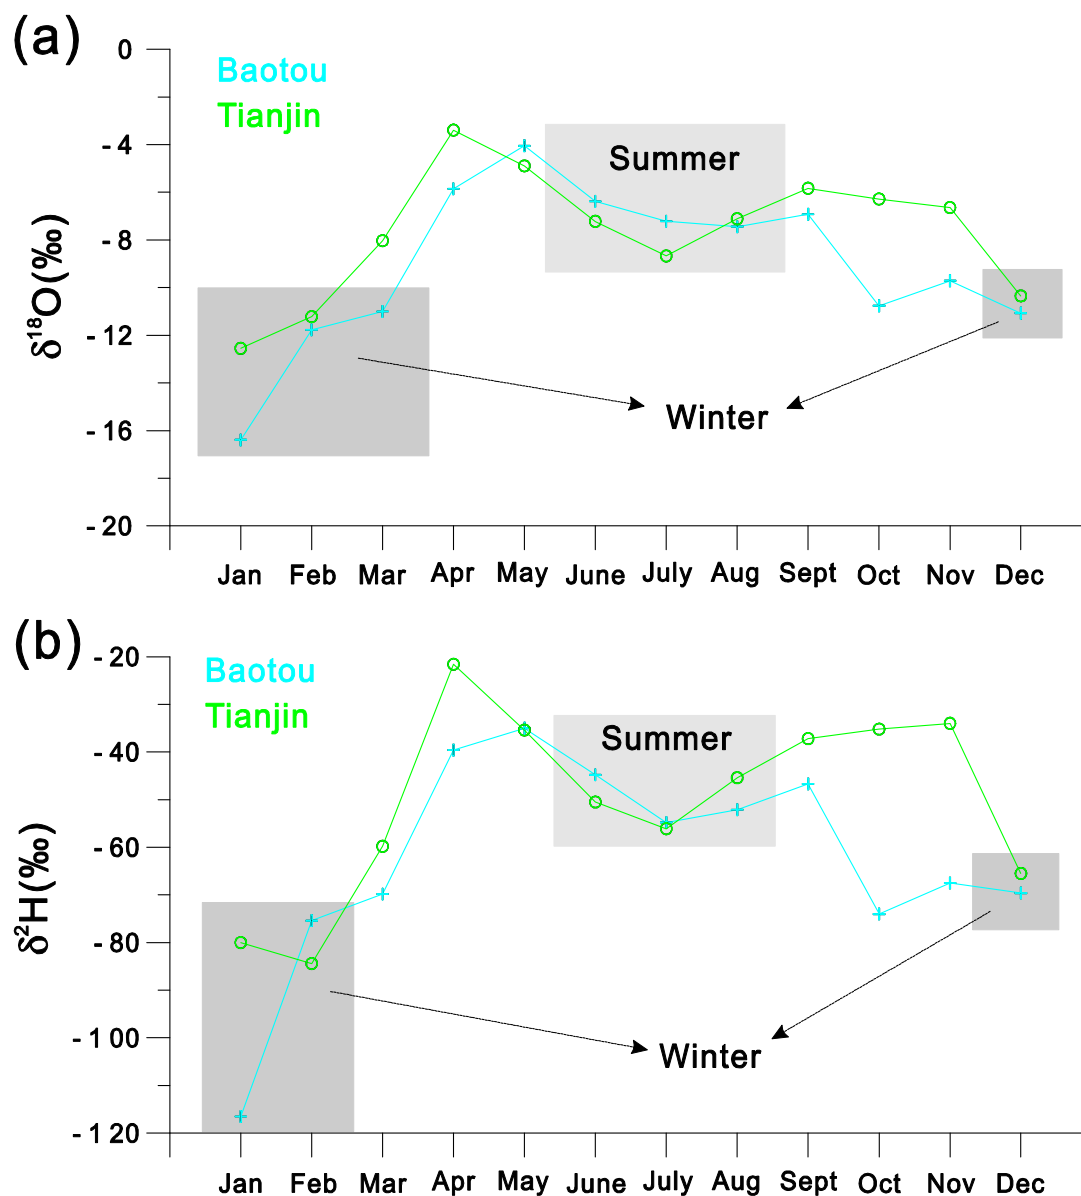 (a)
0
Baotou
Tianjin
-4
Summer
-8
δ18O(‰)
-12
Winter
-16
-20
Jan Feb Mar Apr May June July Aug Sept Oct Nov Dec
(b)
-20
Baotou
Tianjin
-40
Summer
-60
δ2H(‰)
-80
-100
Winter
-120
Jan Feb Mar Apr May June July Aug Sept Oct Nov Dec